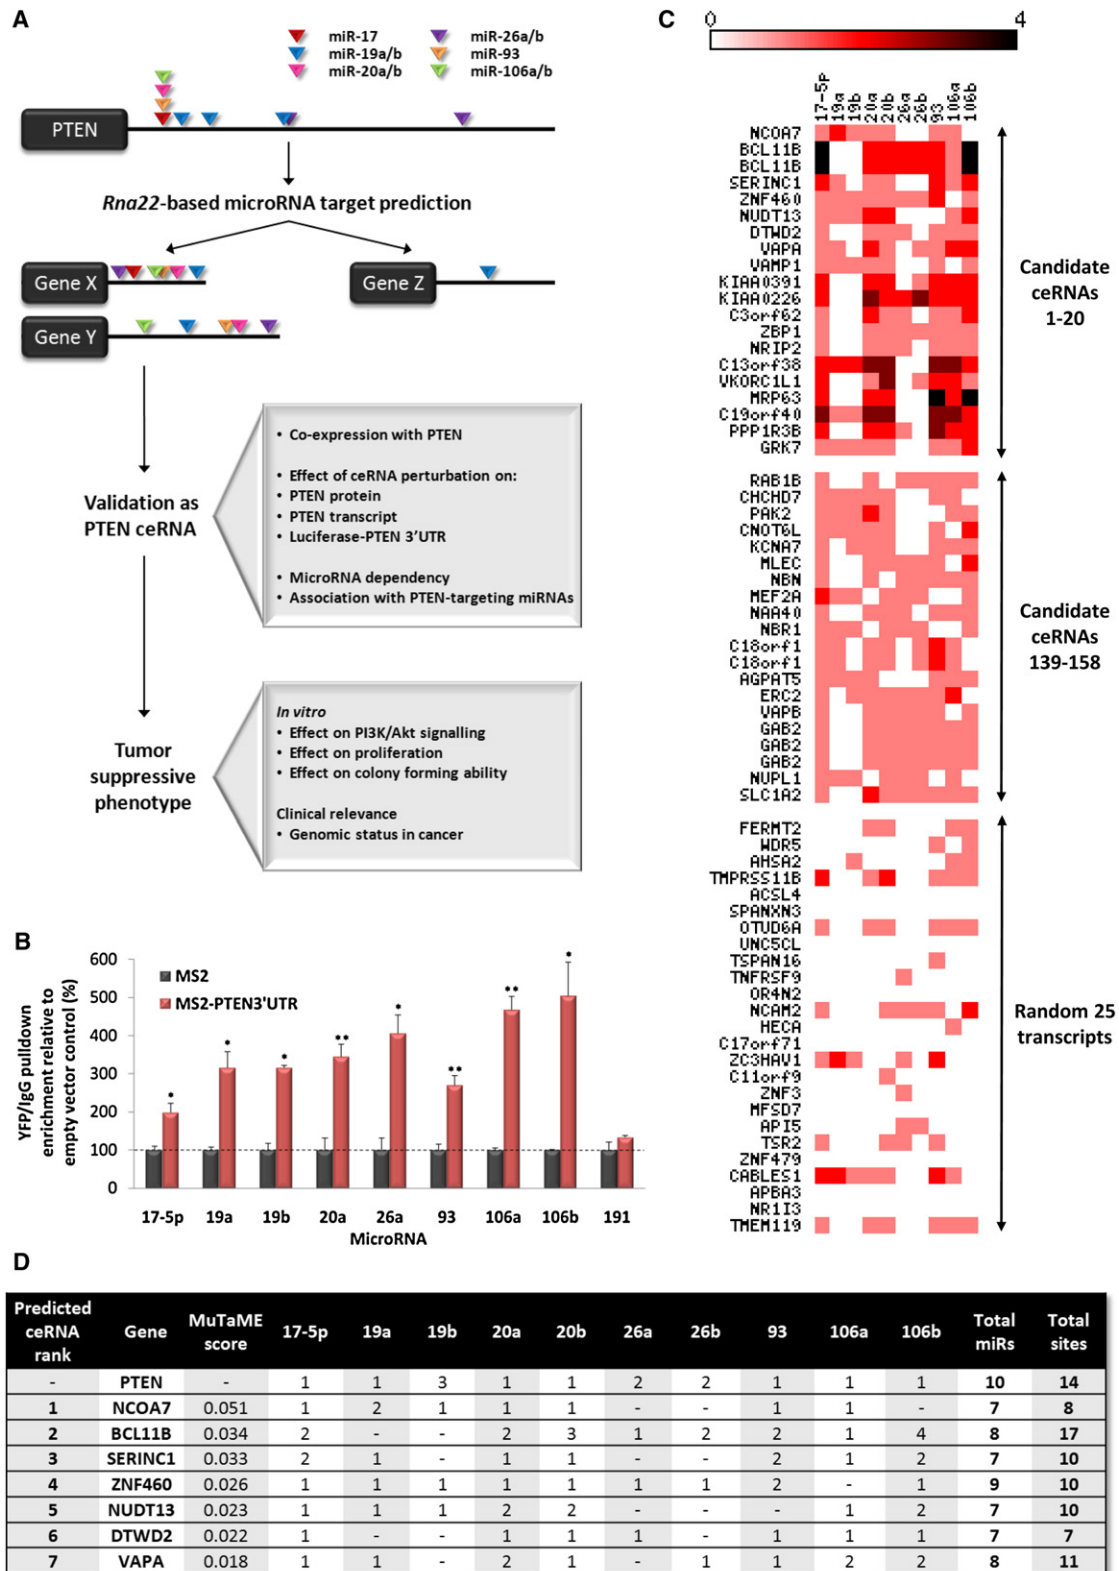 A
miR-17
miR-19a/b
miR-20a/b
miR-26a/b
miR-93
miR-106a/b
PTEN
Rna22-based microRNA target prediction
Gene X
Gene Z
Gene Y
Validation as
PTEN ceRNA
• Co-expression with PTEN
• Effect of ceRNA perturbation on:
• PTEN protein
• PTEN transcript
• Luciferase-PTEN 3'UTR
• MicroRNA dependency
• Association with PTEN-targeting miRNAs
Tumor
suppressive
phenotype
In vitro
• Effect on PI3K/Akt signalling
• Effect on proliferation
• Effect on colony forming ability
Clinical relevance
• Genomic status in cancer
B
YFP/IgG pulldown
enrichment relative to
empty vector control (%)
600
500
400
300
200
100
0
MS2
MS2-PTEN3'UTR
* * * ** * ** ** *
17-5p 19a 19b 20a 26a 93 106a 106b 191
MicroRNA
C
0 4
17-5p 19a 19b 20a 20b 26a 26b 93 106a 106b
NCOA7
BCL11B
BCL11B
SERINC1
ZNF460
NUDT13
DTWD2
VAPA
VAMP1
KIAA0391
KIAA0226
C3orf62
ZBP1
NRIP2
C13orf38
VKORC1L1
MRP63
C19orf40
PPP1R3B
GRK7
Candidate
ceRNAs
1-20
RAB1B
CHCHD7
PAK2
CNOT6L
KCNA7
MLEC
NBN
MEF2A
NAA40
NBR1
C18orf1
C18orf1
AGPAT5
ERC2
VAPB
GAB2
GAB2
GAB2
NUPL1
SLC1A2
Candidate
ceRNAs
139-158
FERMT2
WDR5
AHSA2
TMPRSS11B
ACSL4
SPANXN3
OTUD6A
UNC5CL
TSPAN16
TNFRSF9
OR4N2
NCAM2
HECA
C17orf71
ZC3HAV1
C11orf9
ZNF3
MFSD7
API5
TSR2
ZNF479
CABLES1
APBA3
NR1I3
TMEM119
Random 25
transcripts
D
Predicted ceRNA rank Gene MuTaME score 17-5p 19a 19b 20a 20b 26a 26b 93 106a 106b Total miRs Total sites
- PTEN - 1 1 3 1 1 2 2 1 1 1 10 14
1 NCOA7 0.051 1 2 1 1 1 - - 1 1 - 7 8
2 BCL11B 0.034 2 - - 2 3 1 2 2 1 4 8 17
3 SERINC1 0.033 2 1 - 1 1 - - 2 1 2 7 10
4 ZNF460 0.026 1 1 1 1 1 1 1 2 - 1 9 10
5 NUDT13 0.023 1 1 1 2 2 - - - 1 2 7 10
6 DTWD2 0.022 1 - - 1 1 1 - 1 1 1 7 7
7 VAPA 0.018 1 1 - 2 1 - 1 1 2 2 8 11